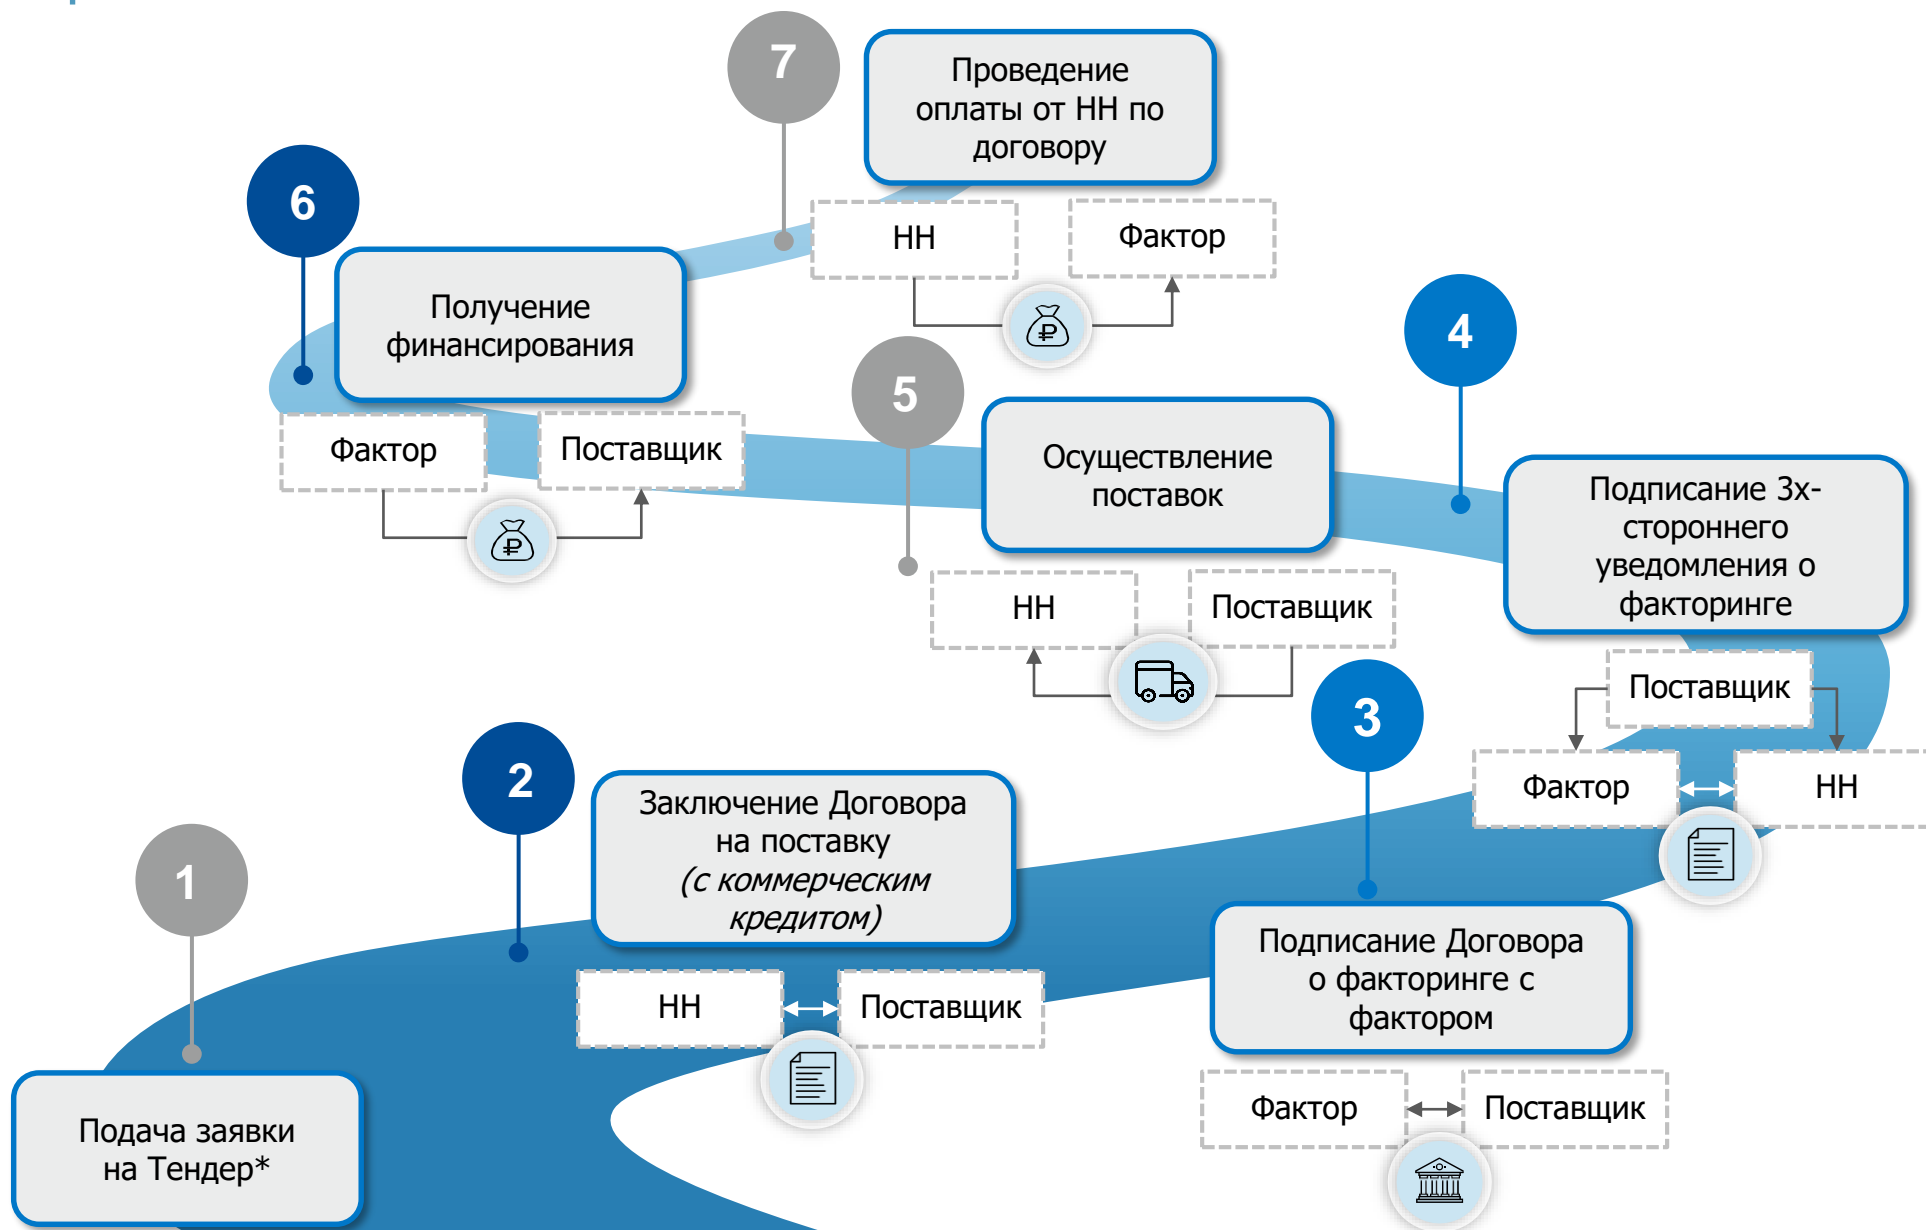 7
Проведение
оплаты от НН по
договору
НН
Фактор
6
Получение
финансирования
Фактор
Поставщик
5
Осуществление
поставок
НН
Поставщик
4
Подписание 3х-
стороннего
уведомления о
факторинге
Поставщик
Фактор
НН
3
Подписание Договора
о факторинге с
фактором
Фактор
Поставщик
2
Заключение Договора
на поставку
(с коммерческим
кредитом)
НН
Поставщик
1
Подача заявки
на Тендер*